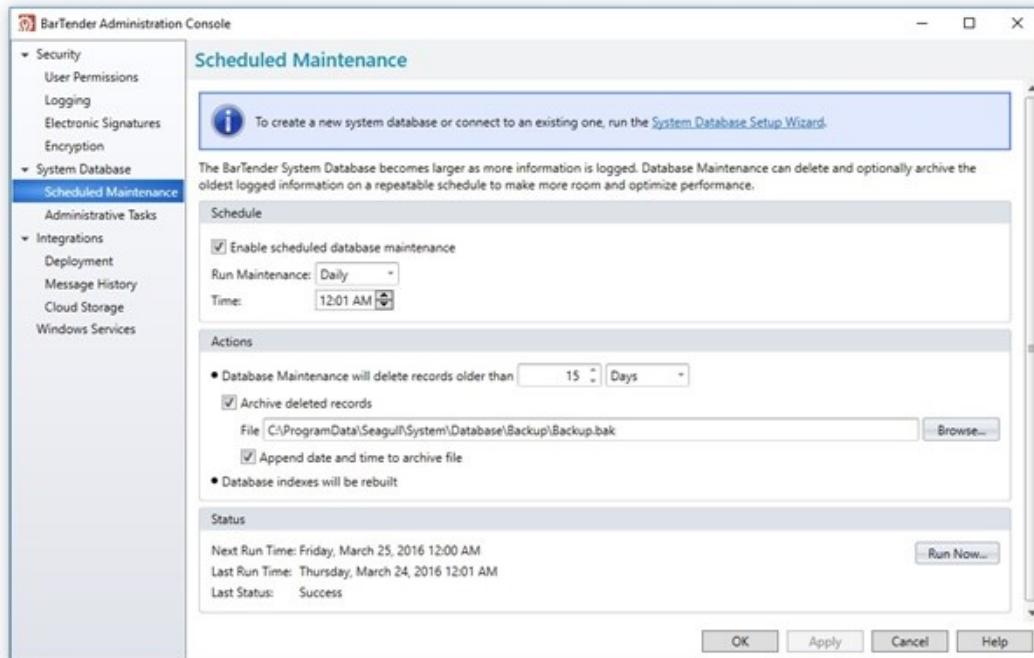 BarTender Administration Console
Security
User Permissions
Logging
Electronic Signatures
Encryption
System Database
Scheduled Maintenance
Administrative Tasks
Integrations
Deployment
Message History
Cloud Storage
Windows Services
Scheduled Maintenance
To create a new system database or connect to an existing one, run the System Database Setup Wizard.
The BarTender System Database becomes larger as more information is logged. Database Maintenance can delete and optionally archive the
oldest logged information on a repeatable schedule to make more room and optimize performance.
Schedule
Enable scheduled database maintenance
Run Maintenance: Daily
Time: 12:01 AM
Actions
• Database Maintenance will delete records older than 15 Days
Archive deleted records
File C:\ProgramData\Seagull\System\Database\Backup\Backup.bak Browse...
Append date and time to archive file
• Database indexes will be rebuilt
Status
Next Run Time: Friday, March 25, 2016 12:00 AM Run Now...
Last Run Time: Thursday, March 24, 2016 12:01 AM
Last Status: Success
OK Apply Cancel Help